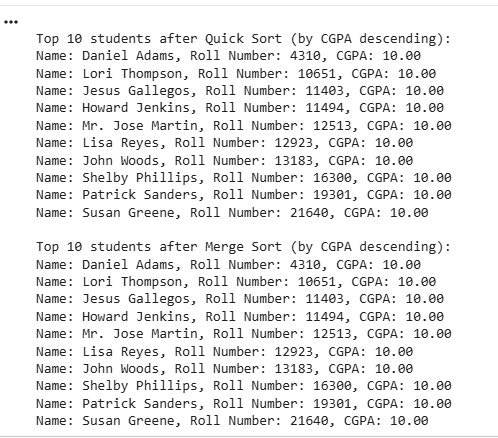 Top 10 students after Quick Sort (by CGPA descending):
Name: Daniel Adams, Roll Number: 4310, CGPA: 10.00
Name: Lori Thompson, Roll Number: 10651, CGPA: 10.00
Name: Jesus Gallegos, Roll Number: 11403, CGPA: 10.00
Name: Howard Jenkins, Roll Number: 11494, CGPA: 10.00
Name: Mr. Jose Martin, Roll Number: 12513, CGPA: 10.00
Name: Lisa Reyes, Roll Number: 12923, CGPA: 10.00
Name: John Woods, Roll Number: 13183, CGPA: 10.00
Name: Shelby Phillips, Roll Number: 16300, CGPA: 10.00
Name: Patrick Sanders, Roll Number: 19301, CGPA: 10.00
Name: Susan Greene, Roll Number: 21640, CGPA: 10.00

Top 10 students after Merge Sort (by CGPA descending):
Name: Daniel Adams, Roll Number: 4310, CGPA: 10.00
Name: Lori Thompson, Roll Number: 10651, CGPA: 10.00
Name: Jesus Gallegos, Roll Number: 11403, CGPA: 10.00
Name: Howard Jenkins, Roll Number: 11494, CGPA: 10.00
Name: Mr. Jose Martin, Roll Number: 12513, CGPA: 10.00
Name: Lisa Reyes, Roll Number: 12923, CGPA: 10.00
Name: John Woods, Roll Number: 13183, CGPA: 10.00
Name: Shelby Phillips, Roll Number: 16300, CGPA: 10.00
Name: Patrick Sanders, Roll Number: 19301, CGPA: 10.00
Name: Susan Greene, Roll Number: 21640, CGPA: 10.00